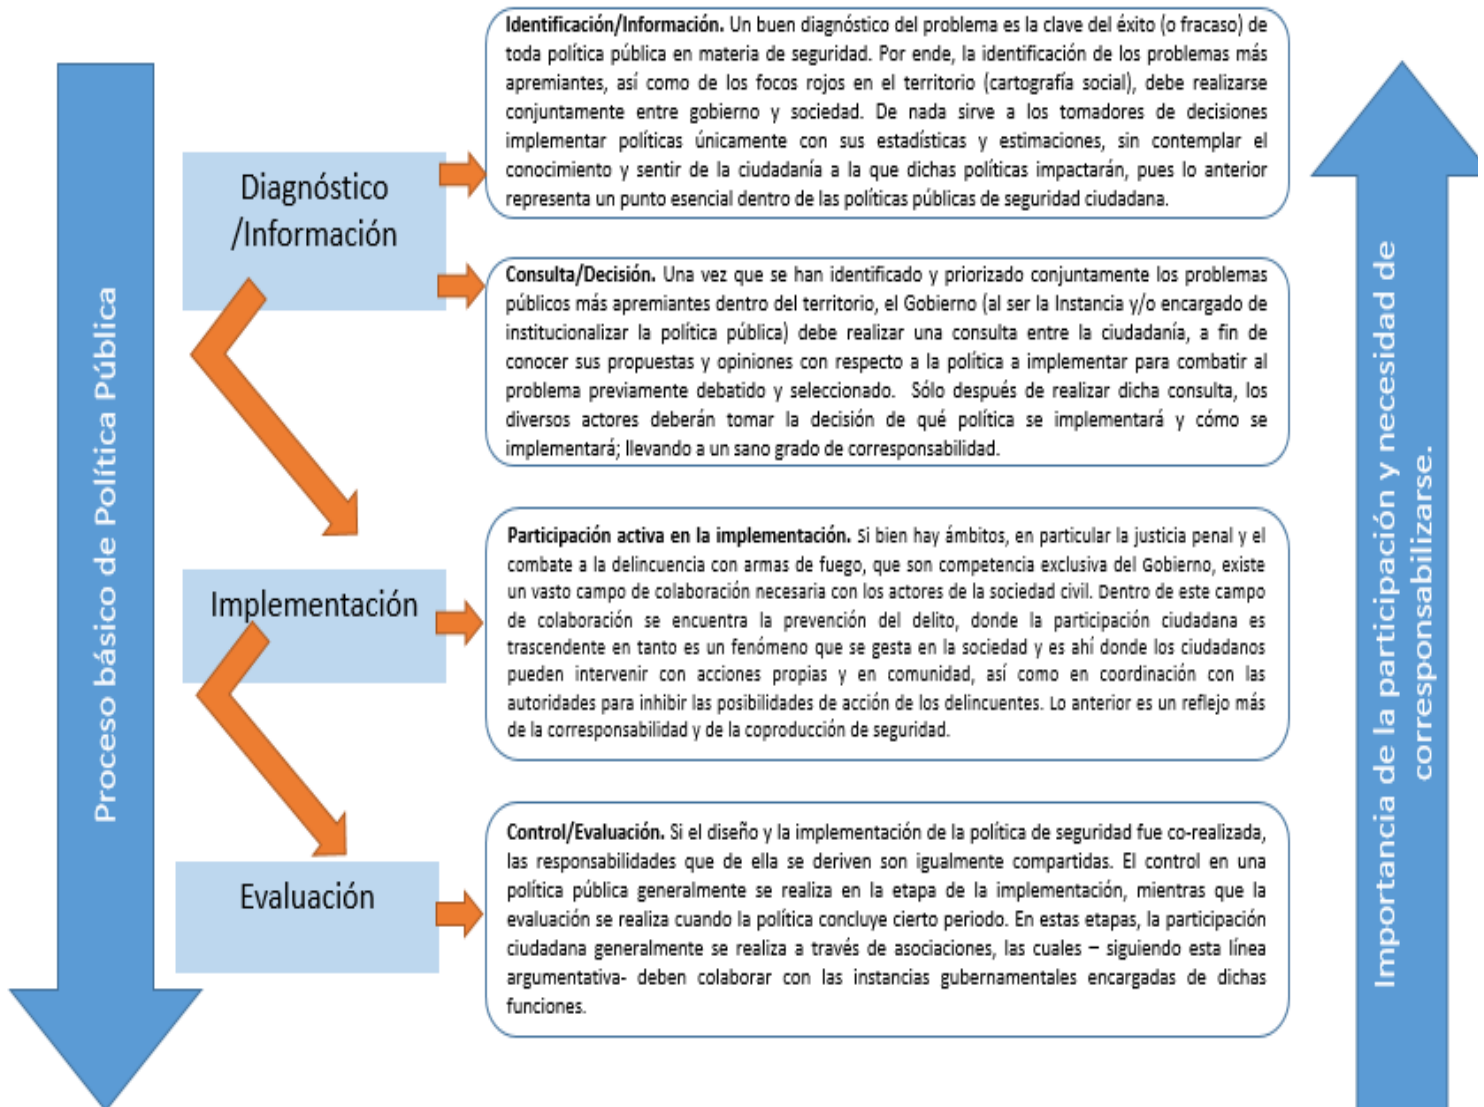 Proceso básico de Política Pública
Diagnóstico
/Información
Identificación/Información. Un buen diagnóstico del problema es la clave del éxito (o fracaso) de
toda política pública en materia de seguridad. Por ende, la identificación de los problemas más
apremiantes, así como de los focos rojos en el territorio (cartografía social), debe realizarse
conjuntamente entre gobierno y sociedad. De nada sirve a los tomadores de decisiones
implementar políticas únicamente con sus estadísticas y estimaciones, sin contemplar el
conocimiento y sentir de la ciudadanía a la que dichas políticas impactarán, pues lo anterior
representa un punto esencial dentro de las políticas públicas de seguridad ciudadana.
Consulta/Decisión. Una vez que se han identificado y priorizado conjuntamente los problemas
públicos más apremiantes dentro del territorio, el Gobierno (al ser la Instancia y/o encargado de
institucionalizar la política pública) debe realizar una consulta entre la ciudadanía, a fin de
conocer sus propuestas y opiniones con respecto a la política a implementar para combatir al
problema previamente debatido y seleccionado. Sólo después de realizar dicha consulta, los
diversos actores deberán tomar la decisión de qué política se implementará y cómo se
implementará; llevando a un sano grado de corresponsabilidad.
Implementación
Participación activa en la implementación. Si bien hay ámbitos, en particular la justicia penal y el
combate a la delincuencia con armas de fuego, que son competencia exclusiva del Gobierno, existe
un vasto campo de colaboración necesaria con los actores de la sociedad civil. Dentro de este campo
de colaboración se encuentra la prevención del delito, donde la participación ciudadana es
trascendente en tanto es un fenómeno que se gesta en la sociedad y es ahí donde los ciudadanos
pueden intervenir con acciones propias y en comunidad, así como en coordinación con las
autoridades para inhibir las posibilidades de acción de los delincuentes. Lo anterior es un reflejo más
de la corresponsabilidad y de la coproducción de seguridad.
Evaluación
Control/Evaluación. Si el diseño y la implementación de la política de seguridad fue co-realizada,
las responsabilidades que de ella se deriven son igualmente compartidas. El control en una
política pública generalmente se realiza en la etapa de la implementación, mientras que la
evaluación se realiza cuando la política concluye cierto periodo. En estas etapas, la participación
ciudadana generalmente se realiza a través de asociaciones, las cuales – siguiendo esta línea
argumentativa- deben colaborar con las instancias gubernamentales encargadas de dichas
funciones.
Importancia de la participación y necesidad de
corresponsabilizarse.